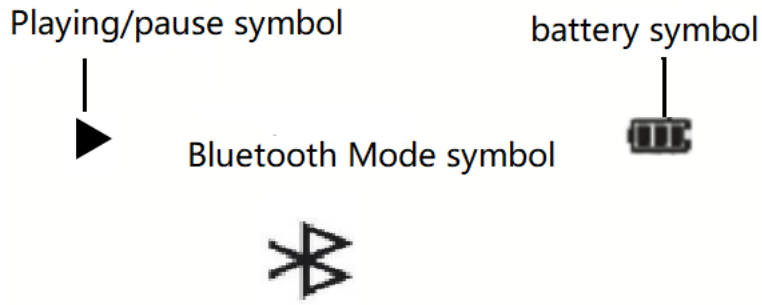 Playing/pause symbol
battery symbol
Bluetooth Mode symbol